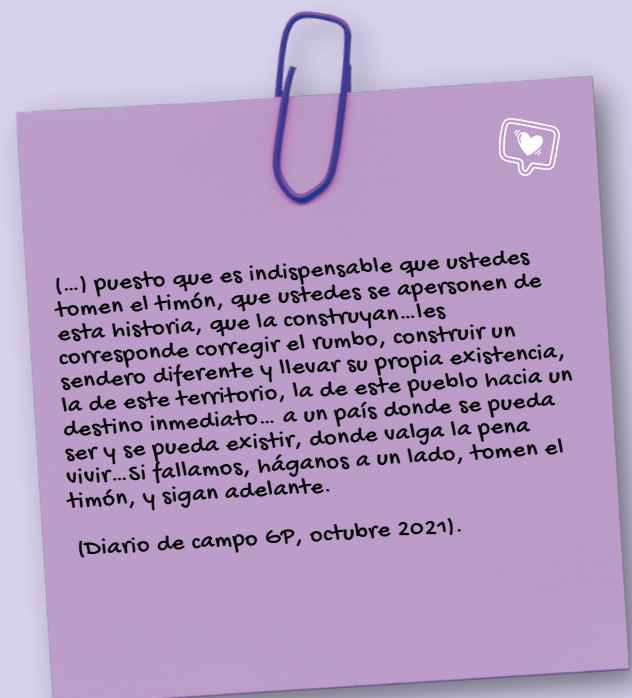 (...) puesto que es indispensable que ustedes
tomen el timón, que ustedes se apersonen de
esta historia, que la construyan...les
corresponde corregir el rumbo, construir un
sendero diferente y llevar su propia existencia,
la de este territorio, la de este pueblo hacia un
destino inmediato... a un país donde se pueda
ser y se pueda existir, donde valga la pena
vivir...Si fallamos, háganos a un lado, tomen el
timón, y sigan adelante.
(Diario de campo GP, octubre 2021).